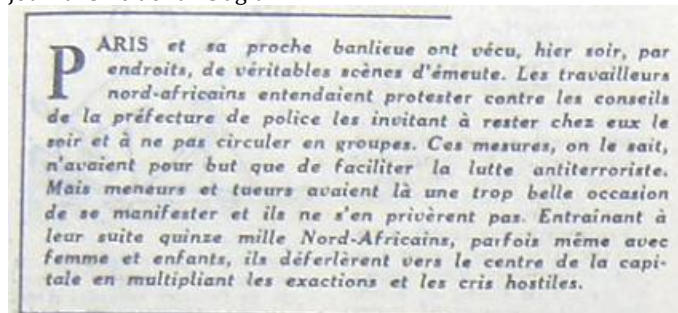 PARIS et sa proche banlieue ont vécu, hier soir, par
endroits, de véritables scènes d'émeute. Les travailleurs
nord-africains entendaient protester contre les conseils
de la préfecture de police les invitant à rester chez eux le
soir et à ne pas circuler en groupes. Ces mesures, on le sait,
n'avaient pour but que de faciliter la lutte antiterroriste.
Mais meneurs et tueurs avaient là une trop belle occasion
de se manifester et ils ne s'en privèrent pas. Entraînant à
leur suite quinze mille Nord-Africains, parfois même avec
femme et enfants, ils déferlèrent vers le centre de la capi-
tale en multipliant les exactions et les cris hostiles.